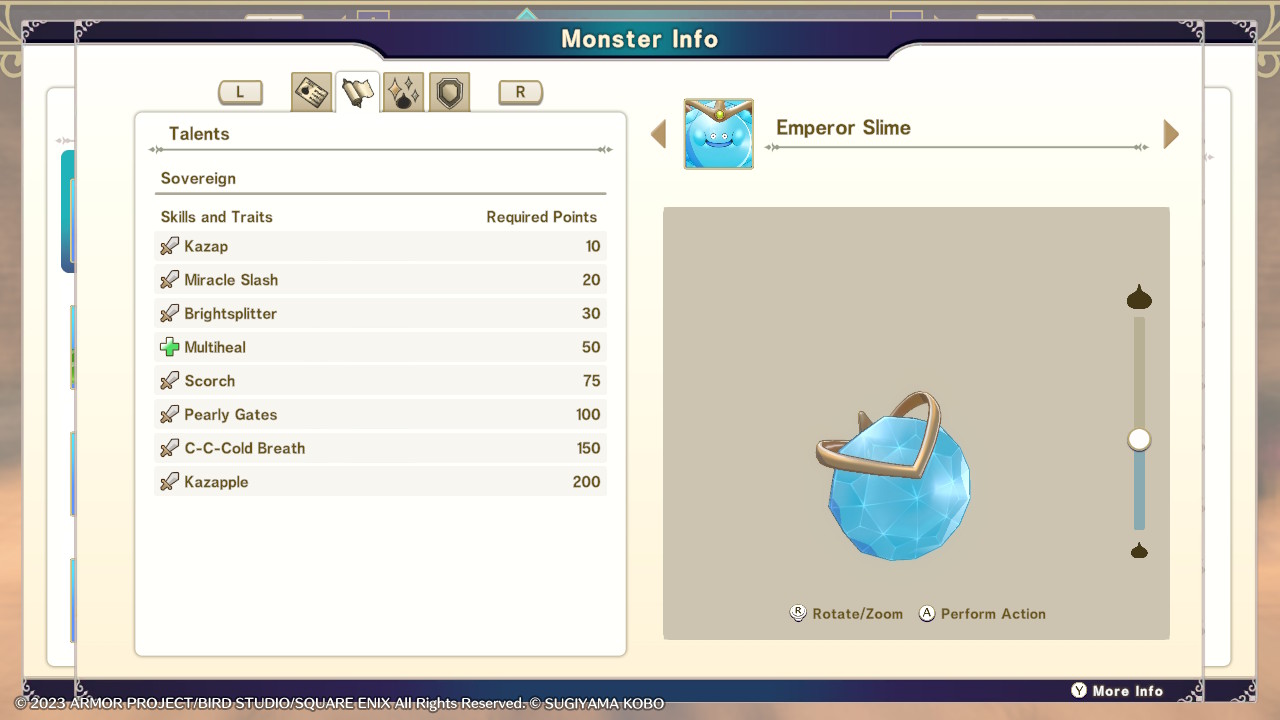 Monster Info
L
R
Talents
Sovereign
Skills and Traits Required Points
Kazap 10
Miracle Slash 20
Brightsplitter 30
Multiheal 50
Scorch 75
Pearly Gates 100
C-C-Cold Breath 150
Kazapple 200
Emperor Slime
R Rotate/Zoom A Perform Action
Y More Info
© 2023 ARMOR PROJECT/BIRD STUDIO/SQUARE ENIX All Rights Reserved. © SUGIYAMA KOBO